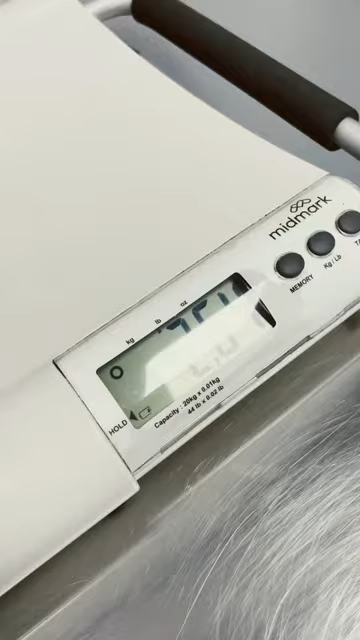 midmark
MEMORY
Kg / Lb
kg
lb
oz
HOLD
Capacity: 20kg x 0.01kg
44 lb x 0.02 lb